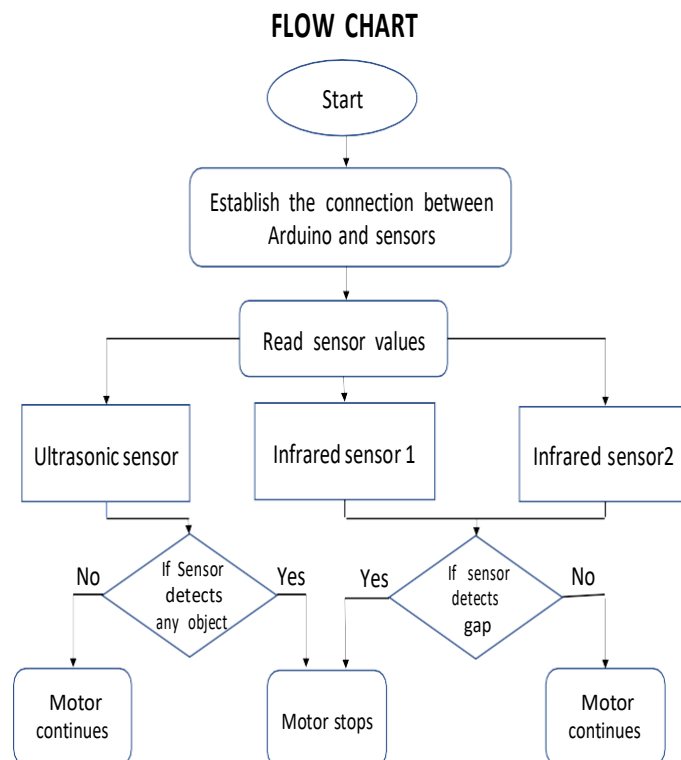 FLOW CHART
Start
Establish the connection between
Arduino and sensors
Read sensor values
Ultrasonic sensor
Infrared sensor 1
Infrared sensor2
No
If Sensor
detects
any object
Yes
Yes
If sensor
detects
gap
No
Motor
continues
Motor stops
Motor
continues